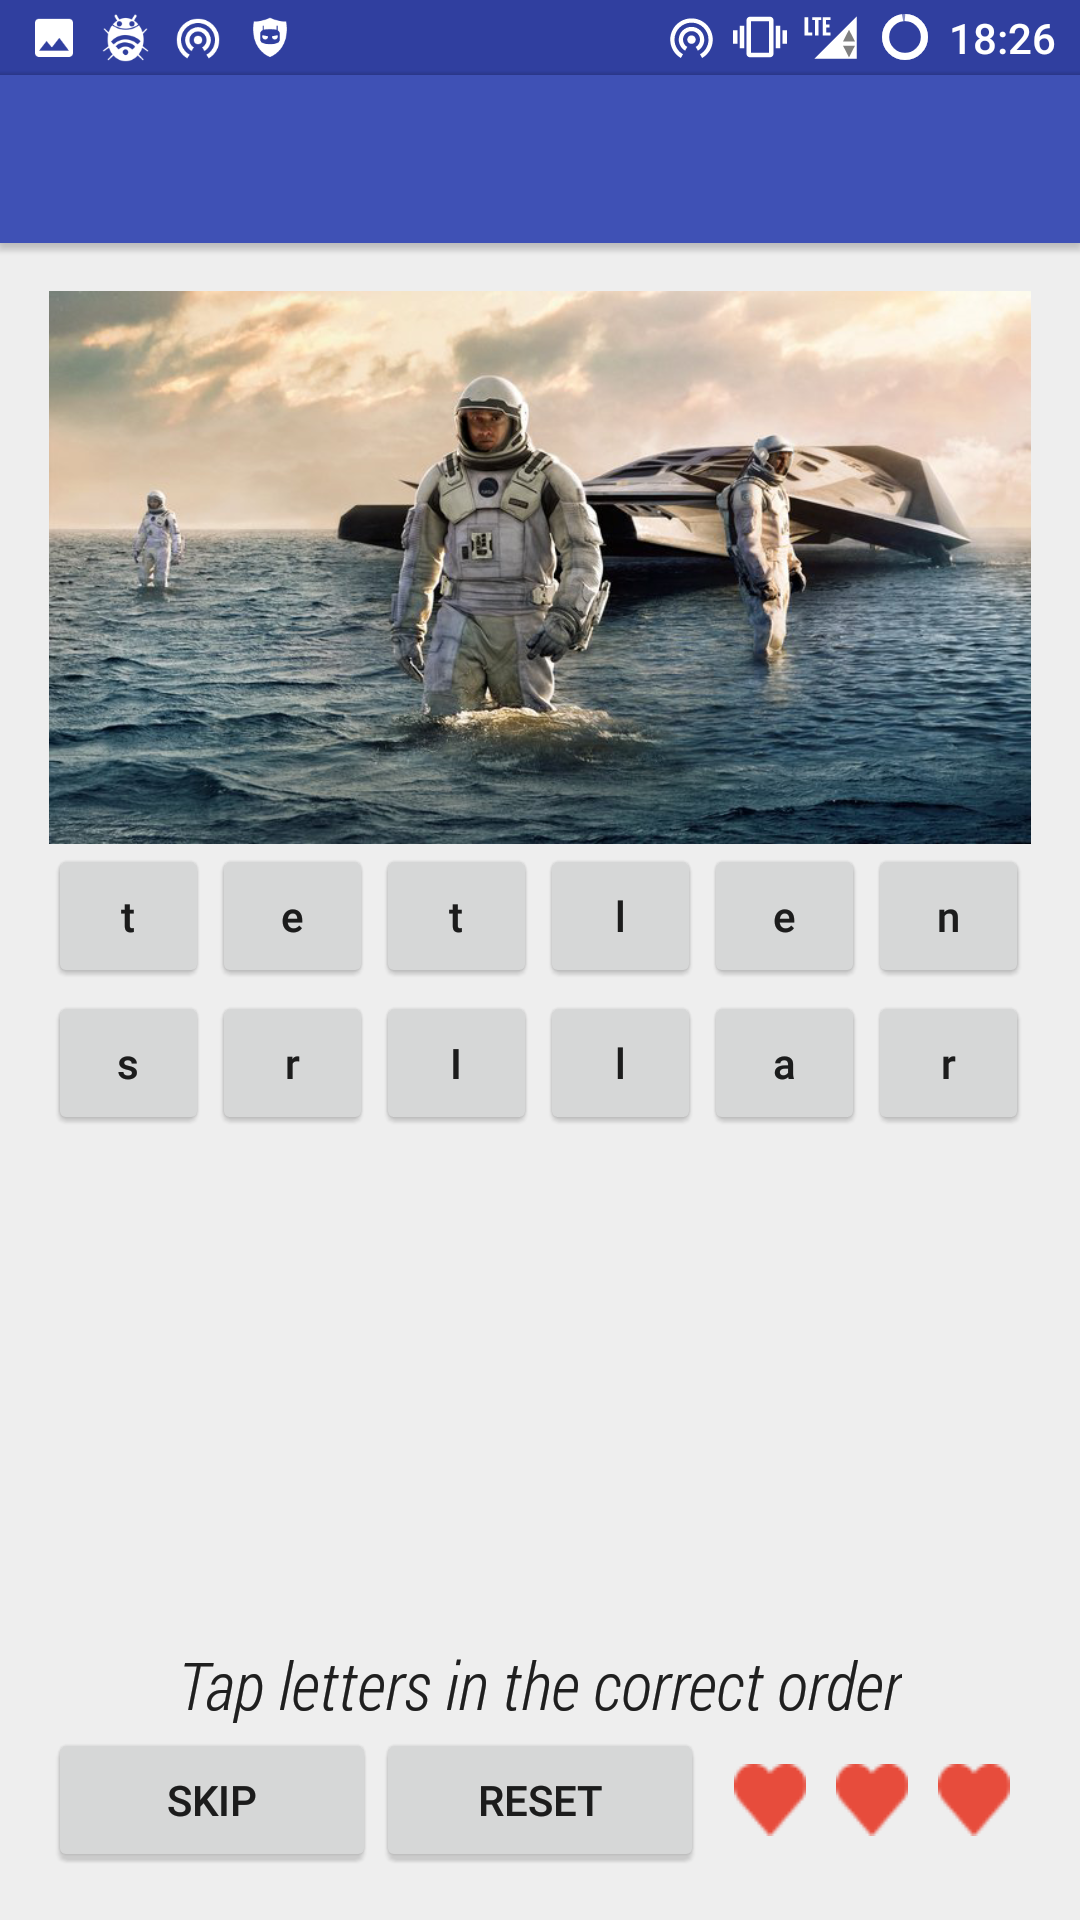 LTE 18:26
t e t l e n
s r I l a r
Tap letters in the correct order
SKIP RESET